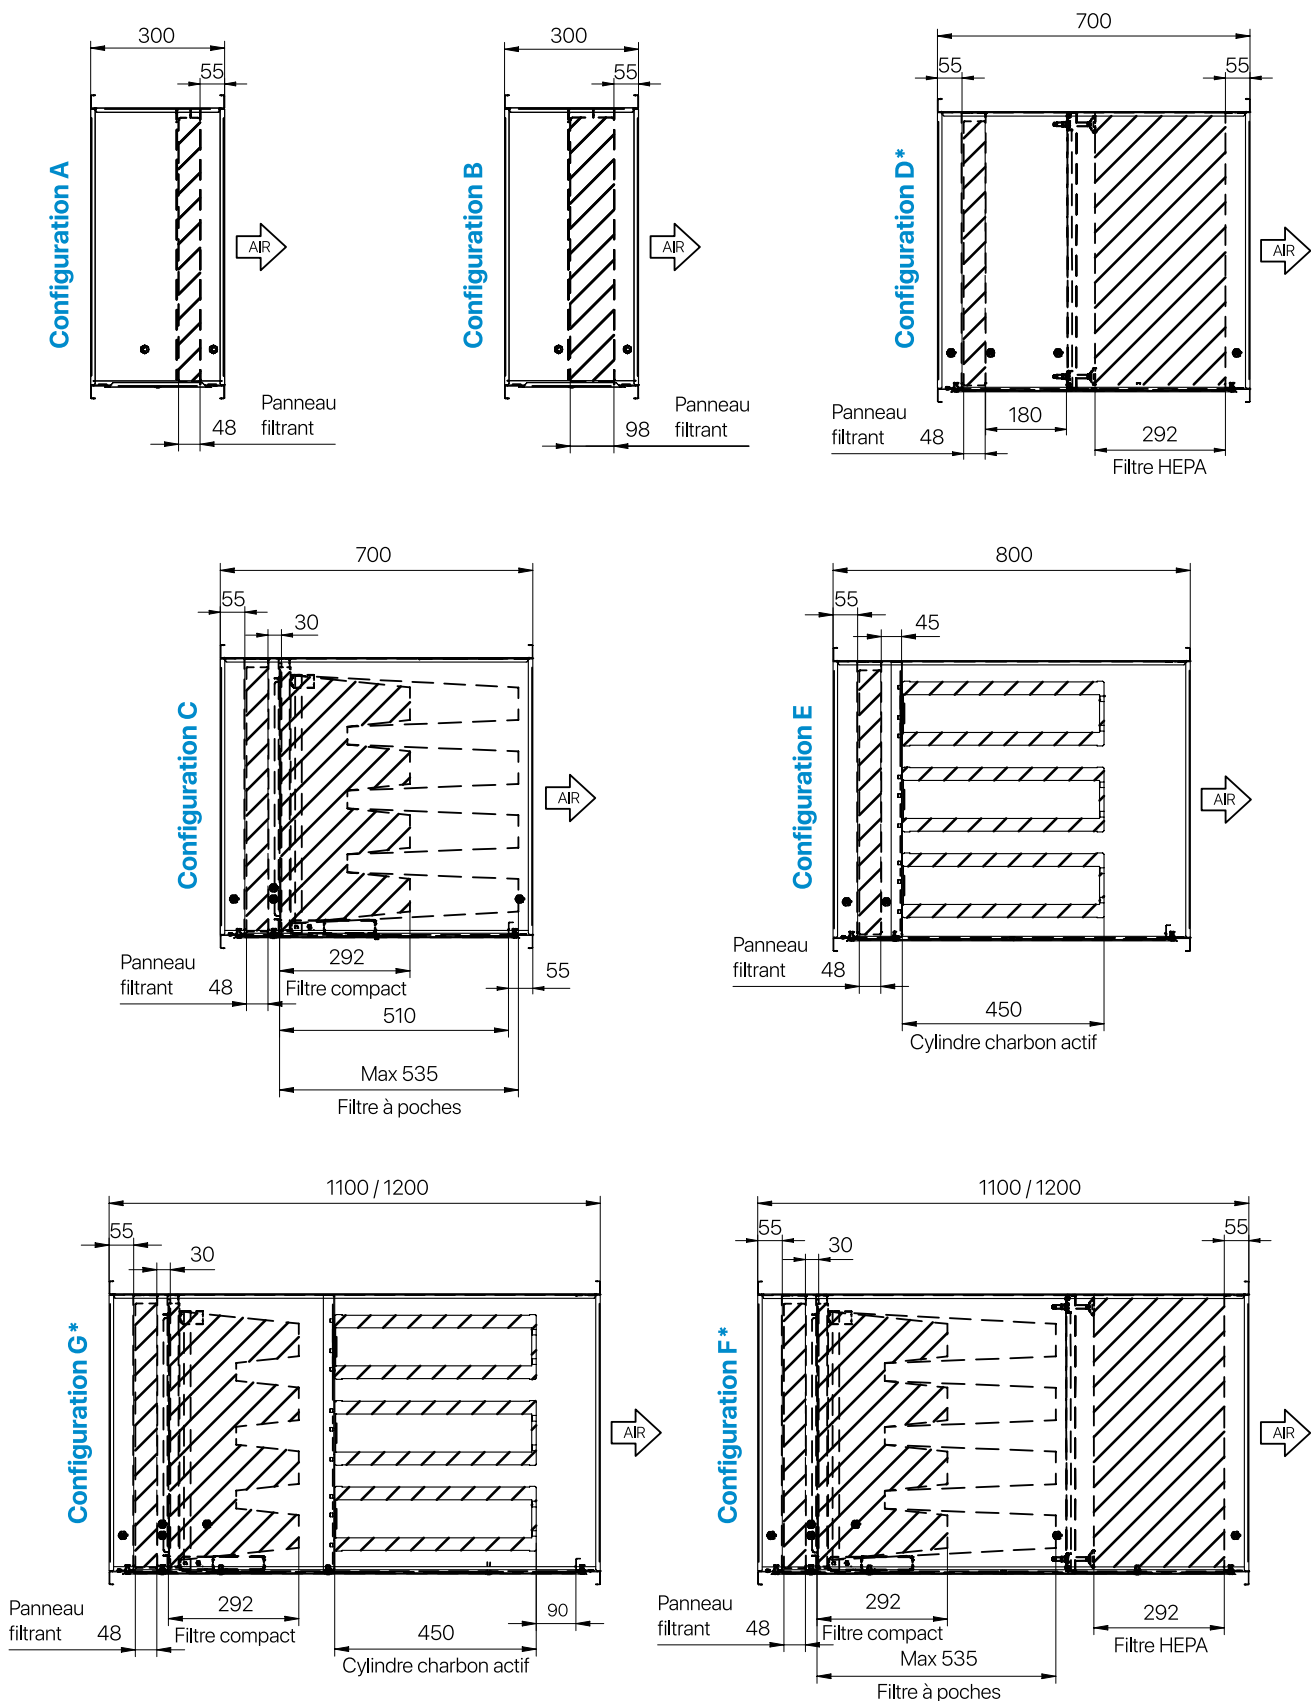 300
55
Configuration A
AIR
48
Panneau
filtrant
300
55
Configuration B
AIR
98
Panneau
filtrant
700
55
55
Configuration D*
AIR
Panneau
filtrant
48
180
292
Filtre HEPA
700
55
30
Configuration C
AIR
Panneau
filtrant
48
292
Filtre compact
55
510
Max 535
Filtre à poches
800
55
45
Configuration E
AIR
Panneau
filtrant
48
450
Cylindre charbon actif
1100 / 1200
55
30
Configuration G*
AIR
Panneau
filtrant
48
292
Filtre compact
90
450
Cylindre charbon actif
1100 / 1200
55
55
30
Configuration F*
AIR
Panneau
filtrant
48
292
Filtre compact
292
Filtre HEPA
Max 535
Filtre à poches